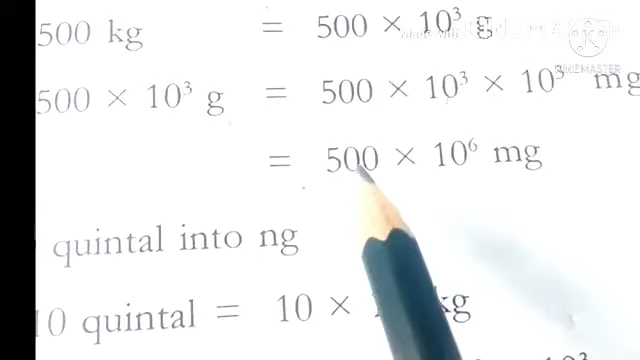 500 kg = 500 × 10³ g
500 × 10³ g = 500 × 10³ × 10³ mg
= 500 × 10⁶ mg
quintal into ng
10 quintal = 10 × kg
KINEMASTER